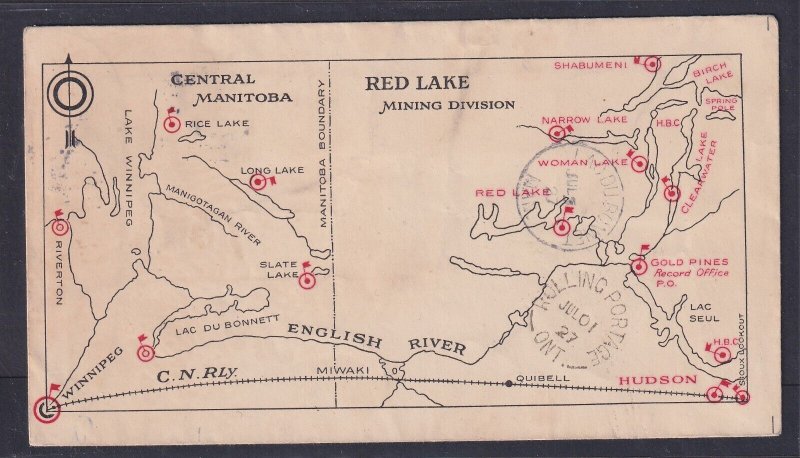 CENTRAL
MANITOBA
RED LAKE
MINING DIVISION
SHABUMENI
BIRCH LAKE
SPRING
POLE
LAKE WINNIPEG
RICE LAKE
MANITOBA BOUNDARY
NARROW LAKE
H.B.C.
WOMAN LAKE
LAKE
CLEARWATER
LONG LAKE
MANIGOTAGAN RIVER
RED LAKE
RIVERTON
SLATE
LAKE
GOLD PINES
Record Office
P.O.
ROLLING PORTAGE
JUL 01
27
ONT.
LAC
SEUL
LAC DU BONNETT
ENGLISH RIVER
H.B.C.
SIOUX LOOKOUT
WINNIPEG
C.N.RLY.
MIWAKI
QUIBELL
HUDSON